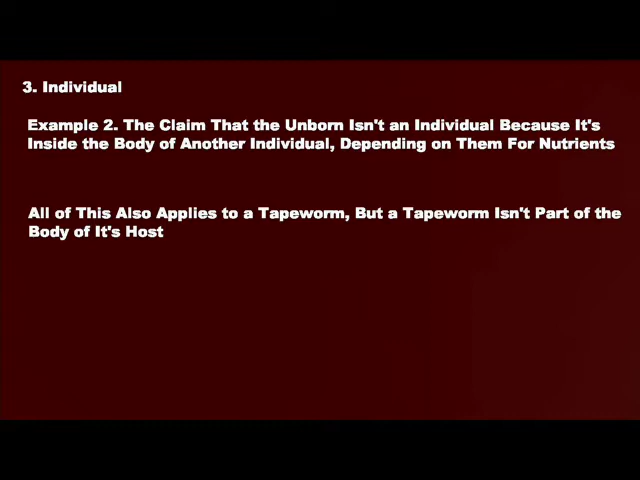 3. Individual
Example 2. The Claim That the Unborn Isn't an Individual Because It's
Inside the Body of Another Individual, Depending on Them For Nutrients
All of This Also Applies to a Tapeworm, But a Tapeworm Isn't Part of the
Body of It's Host